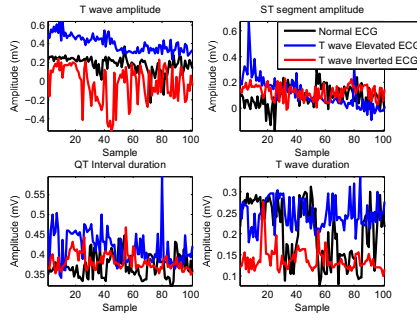 T wave amplitude
ST segment amplitude
Amplitude (mV)
0.6
0.4
0.2
0
−0.2
−0.4
20 40 60 80 100
Sample
Amplitude (mV)
0.6
0.4
0.2
0
20 40 60 80 100
Sample
Normal ECG
T wave Elevated ECG
T wave Inverted ECG
QT Interval duration
T wave duration
Amplitude (mV)
0.55
0.5
0.45
0.4
0.35
20 40 60 80 100
Sample
Amplitude (mV)
0.3
0.25
0.2
0.15
0.1
20 40 60 80 100
Sample